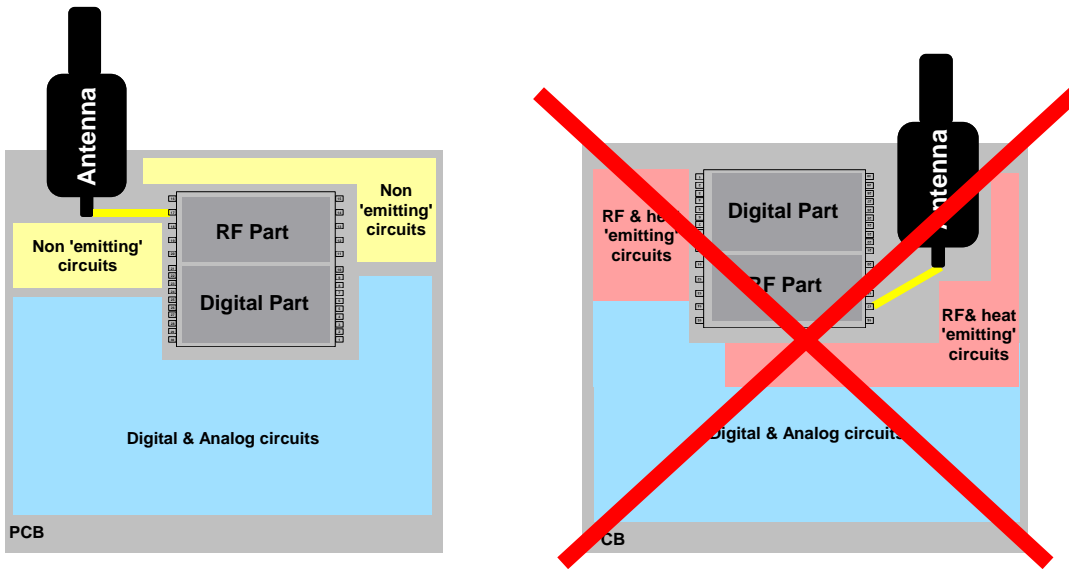 Antenna
Non
'emitting'
circuits
RF Part
Non 'emitting'
circuits
Digital Part
Digital & Analog circuits
PCB
Antenna
Digital Part
RF & heat
'emitting'
circuits
RF Part
RF& heat
'emitting'
circuits
Digital & Analog circuits
CB